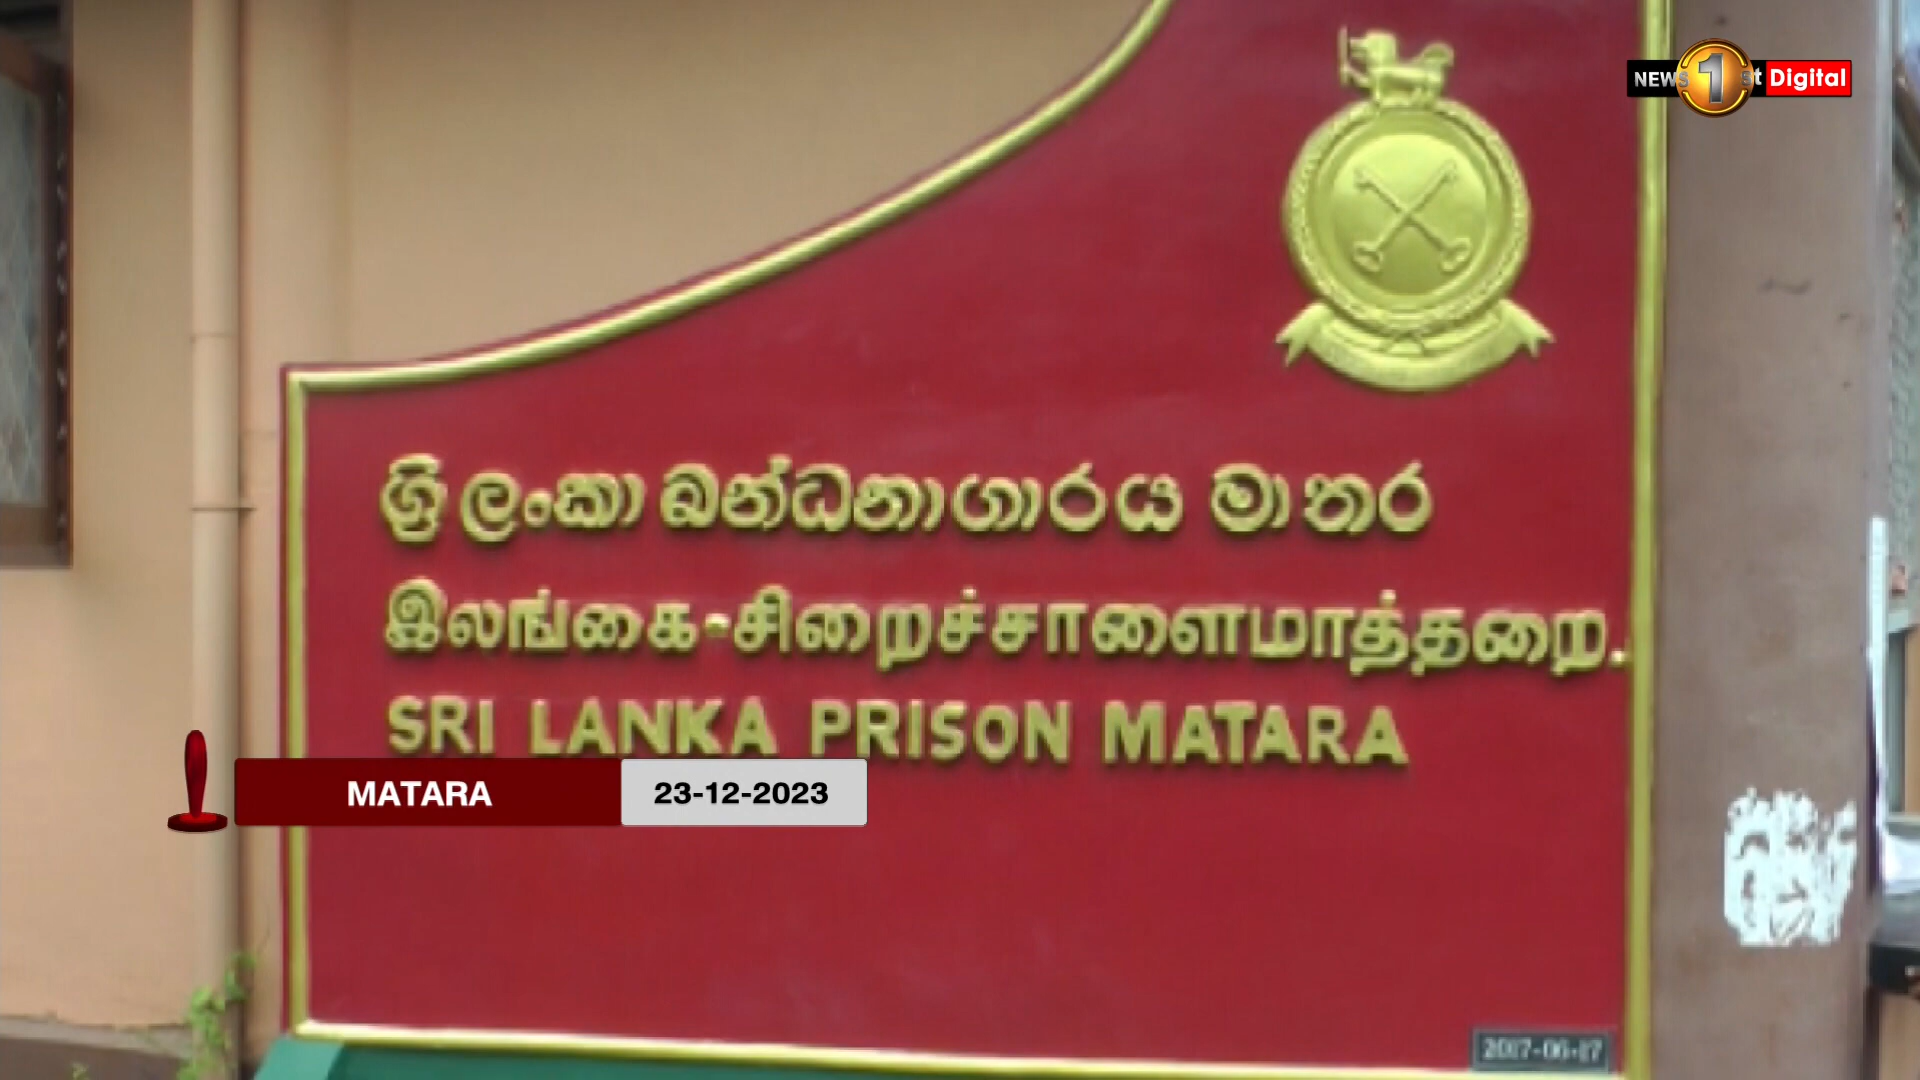 NEWS 1st Digital
ශ්‍රී ලංකා බන්ධනාගාරය මාතර
இலங்கை-சிறைச்சாளைமாத்தறை.
SRI LANKA PRISON MATARA
MATARA 23-12-2023
2017-06-17